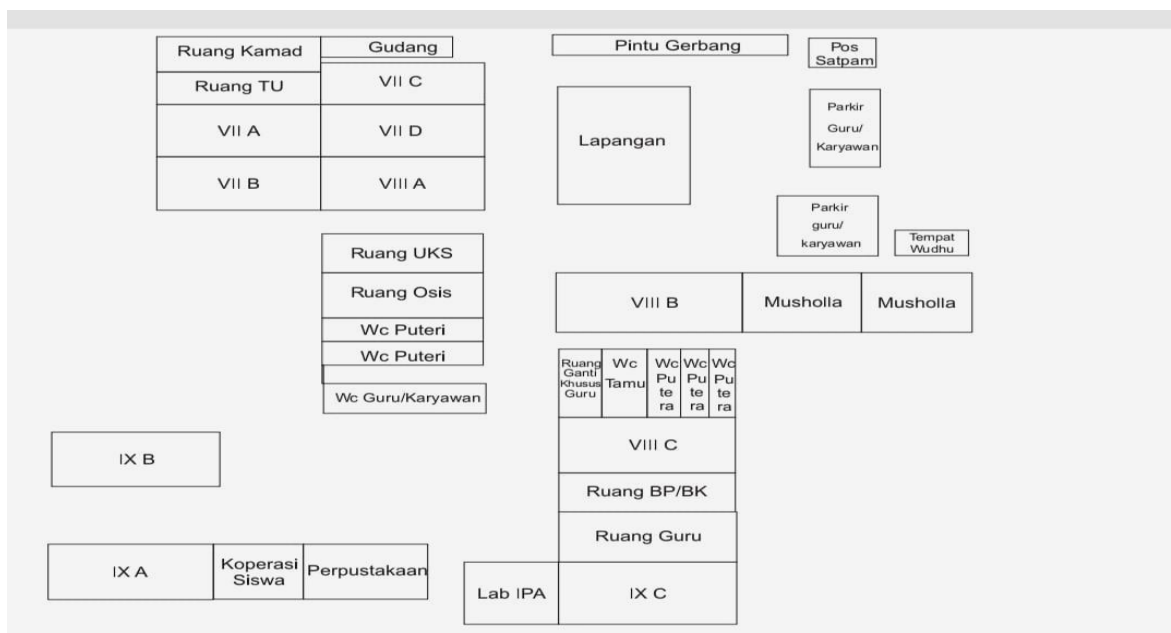 Ruang Kamad
Gudang
Pintu Gerbang
Pos
Satpam
Ruang TU
VII C
VII A
VII D
Lapangan
Parkir
Guru/
Karyawan
VII B
VIII A
Parkir
guru/
karyawan
Tempat
Wudhu
Ruang UKS
Ruang Osis
VIII B
Musholla
Musholla
Wc Puteri
Wc Puteri
Wc Guru/Karyawan
Ruang
Ganti
Khusus
Guru
Wc
Tamu
Wc
Pu
te
ra
Wc
Pu
te
ra
Wc
Pu
te
ra
VIII C
IX B
Ruang BP/BK
Ruang Guru
IX A
Koperasi
Siswa
Perpustakaan
Lab IPA
IX C